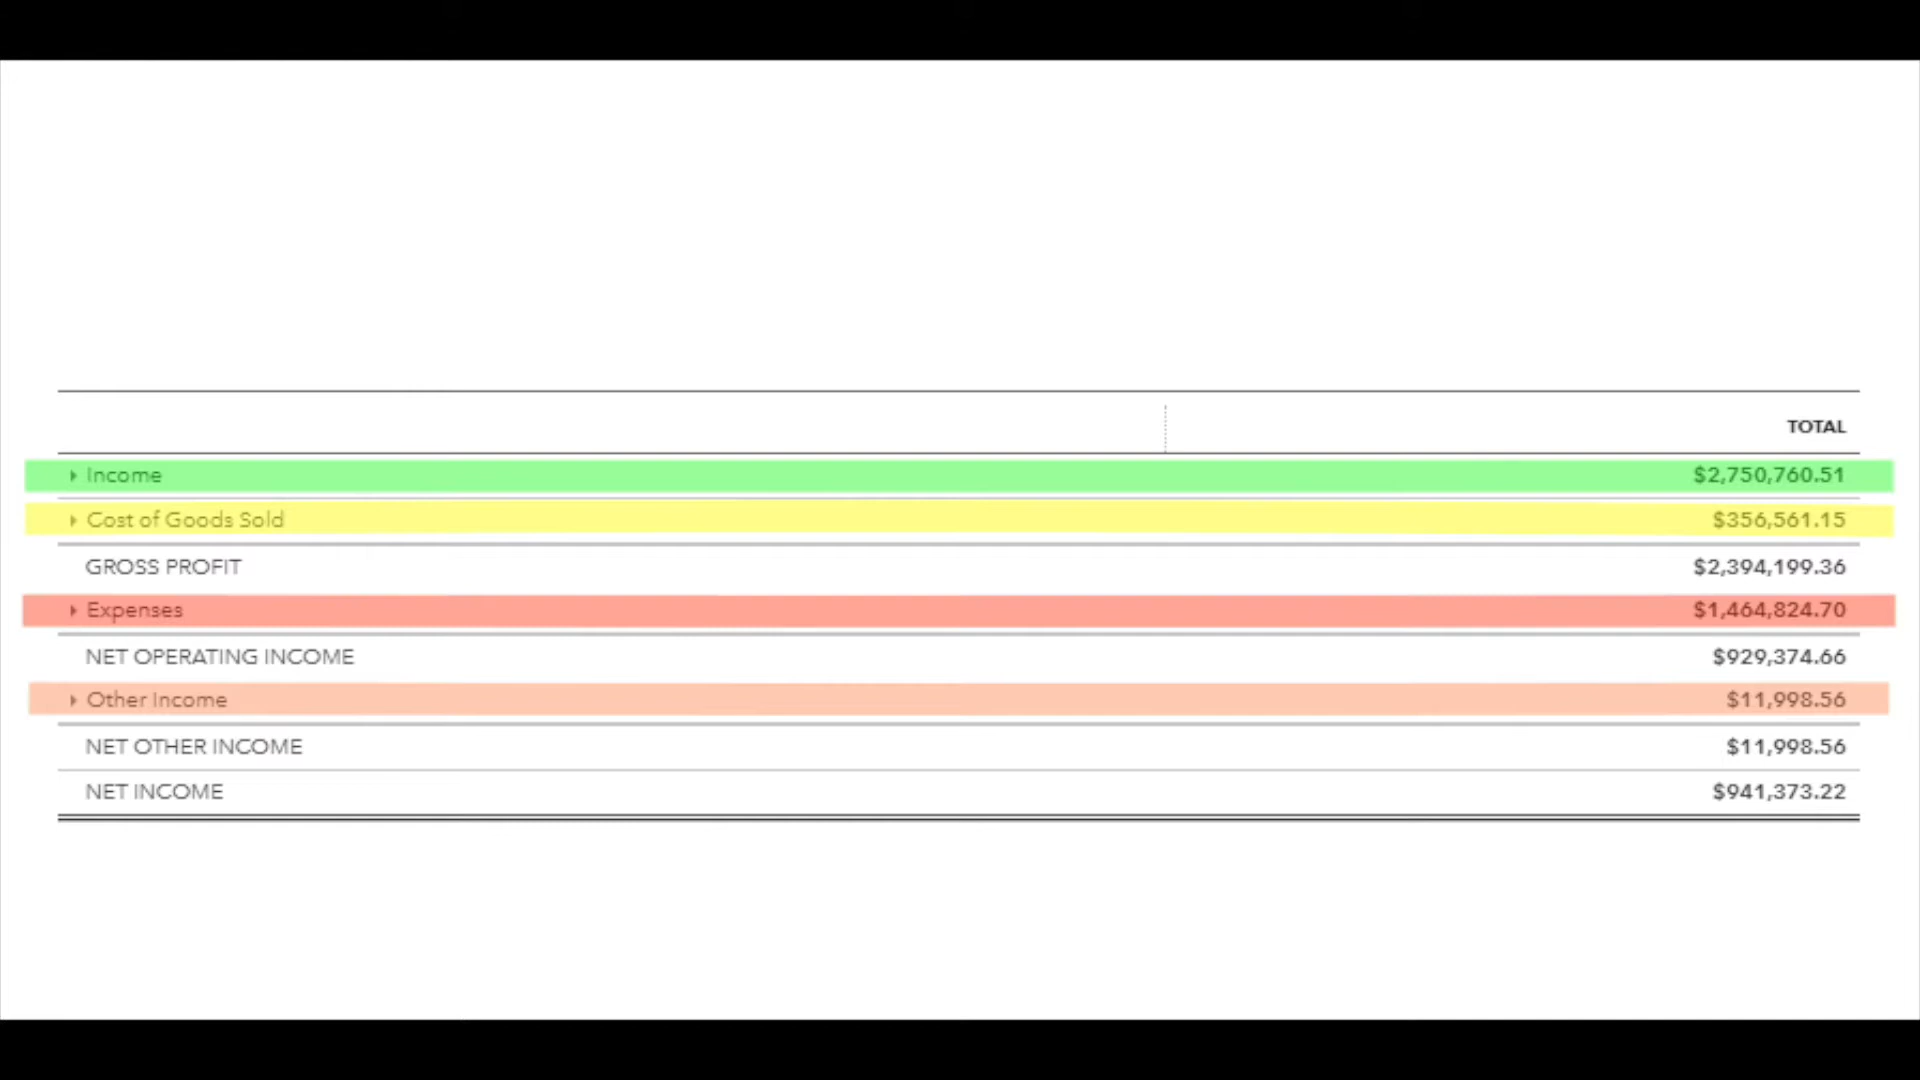 TOTAL
Income $2,750,760.51
Cost of Goods Sold $356,561.15
GROSS PROFIT $2,394,199.36
Expenses $1,464,824.70
NET OPERATING INCOME $929,374.66
Other Income $11,998.56
NET OTHER INCOME $11,998.56
NET INCOME $941,373.22